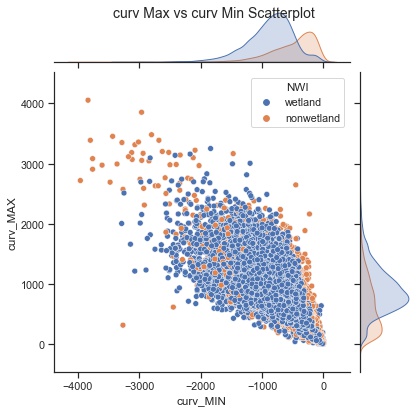 curv Max vs curv Min Scatterplot
NWI
wetland
nonwetland
4000
3000
2000
1000
0
curv_MAX
−4000 −3000 −2000 −1000 0
curv_MIN